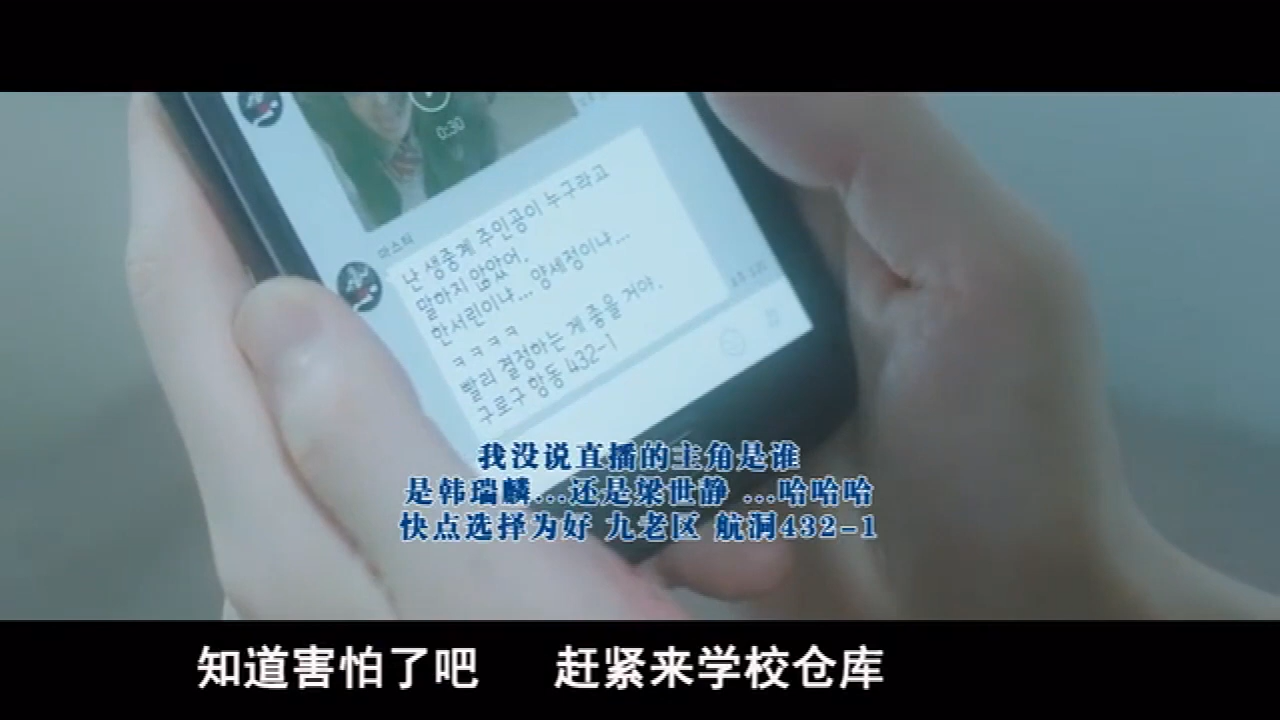 0:30
마스터
난 생중계 주인공이 누구라고
말하지 않았어.
한서린이냐... 양세정이냐...
ㅋㅋㅋㅋ
빨리 결정하는 게 좋을 거야.
구로구 항동 432-1
我没说直播的主角是谁
是韩瑞麟...还是梁世静 ...哈哈哈
快点选择为好 九老区 航洞432-1
知道害怕了吧 赶紧来学校仓库